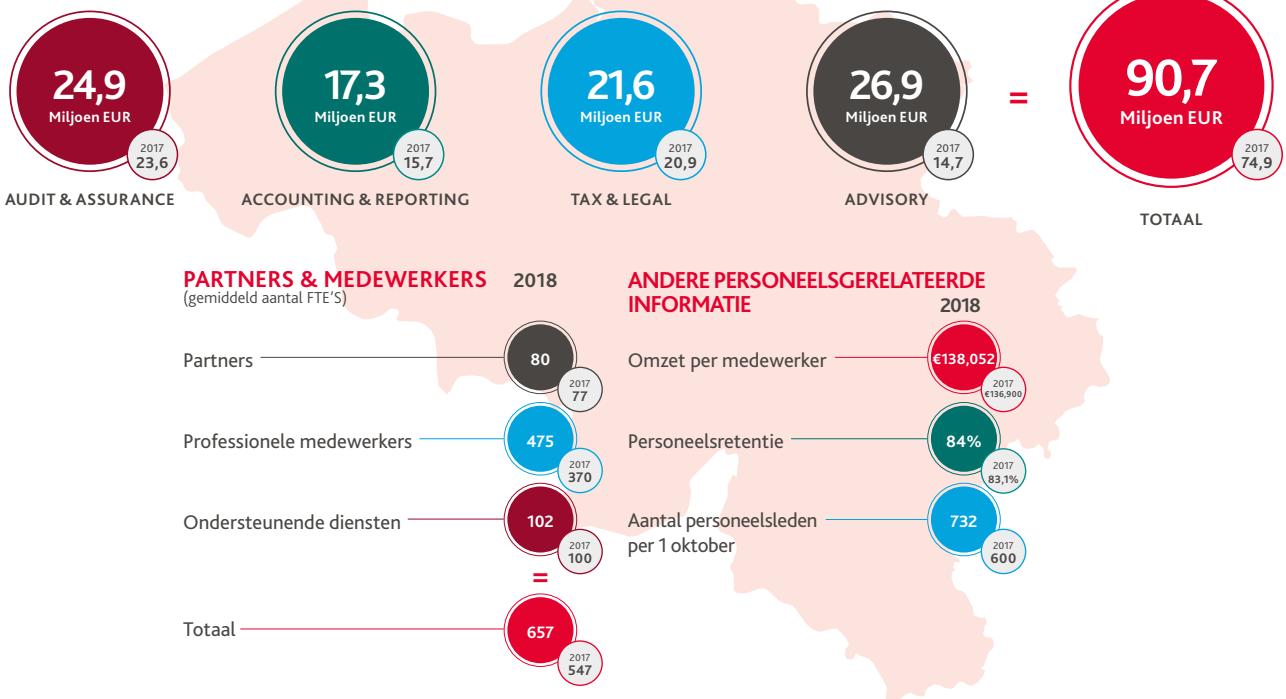 24,9
Miljoen EUR
2017
23,6
AUDIT & ASSURANCE
17,3
Miljoen EUR
2017
15,7
ACCOUNTING & REPORTING
21,6
Miljoen EUR
2017
20,9
TAX & LEGAL
26,9
Miljoen EUR
2017
14,7
ADVISORY
=
90,7
Miljoen EUR
2017
74,9
TOTAAL
PARTNERS & MEDEWERKERS 2018
(gemiddeld aantal FTE'S)
Partners
80
2017
77
Professionele medewerkers
475
2017
370
Ondersteunende diensten
102
2017
100
=
Totaal
657
2017
547
ANDERE PERSONEELSGERELATEERDE
INFORMATIE 2018
Omzet per medewerker
€138,052
2017
€136,900
Personeelsretentie
84%
2017
83,1%
Aantal personeelsleden
per 1 oktober
732
2017
600